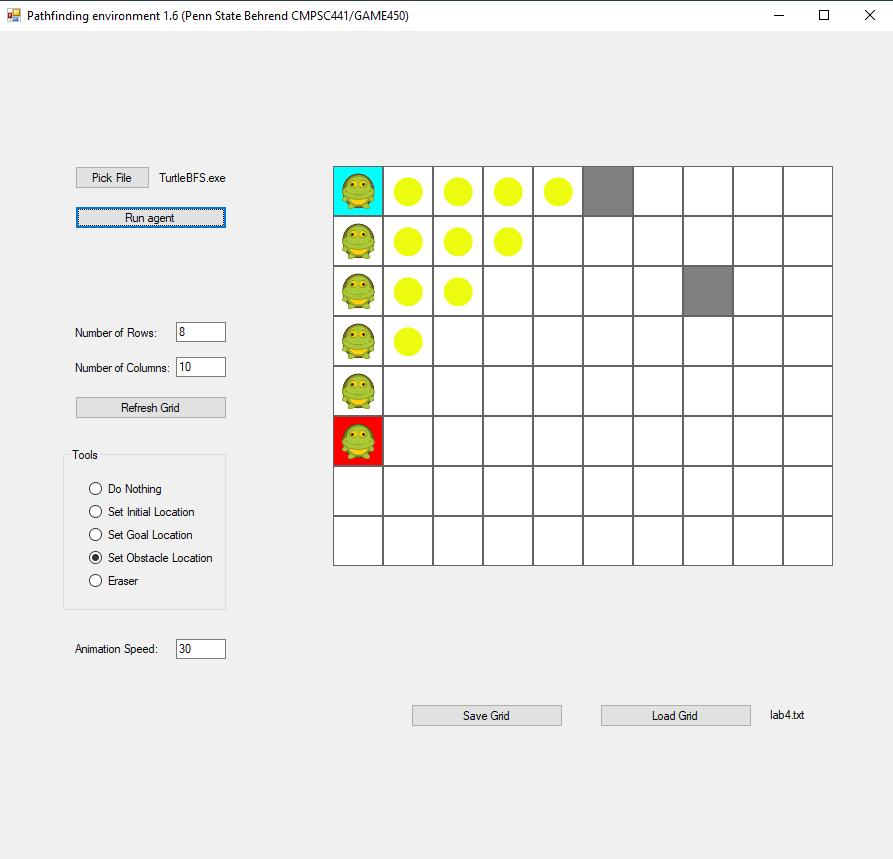 Pathfinding environment 1.6 (Penn State Behrend CMPSC441/GAME450)
Pick File TurtleBFS.exe
Run agent
Number of Rows: 8
Number of Columns: 10
Refresh Grid
Tools
Do Nothing
Set Initial Location
Set Goal Location
Set Obstacle Location
Eraser
Animation Speed: 30
Save Grid Load Grid lab4.txt